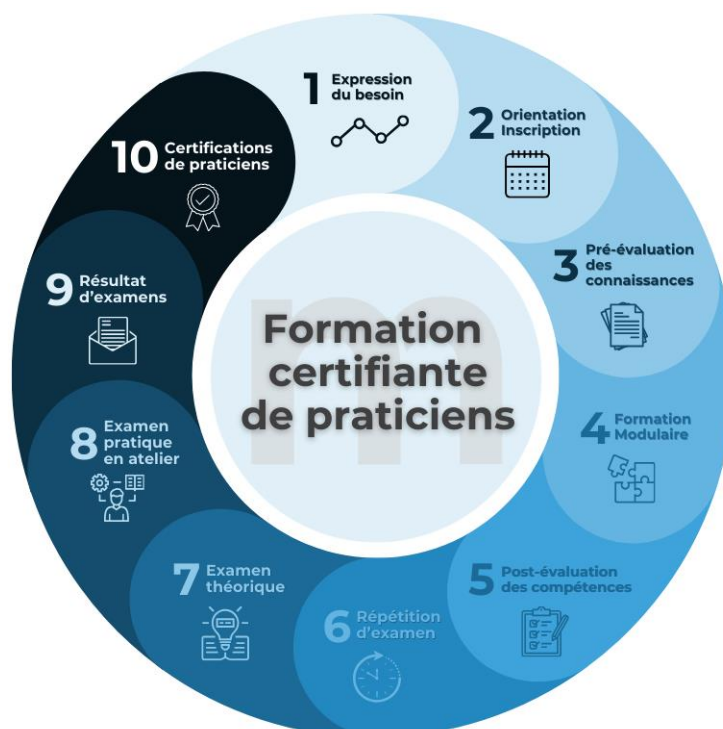 1 Expression
du besoin
2 Orientation
Inscription
3 Pré-évaluation
des
connaissances
4 Formation
Modulaire
5 Post-évaluation
des compétences
6 Répétition
d'examen
7 Examen
théorique
8 Examen
pratique
en atelier
9 Résultat
d'examens
10 Certifications
de praticiens
m
Formation
certifiante
de praticiens